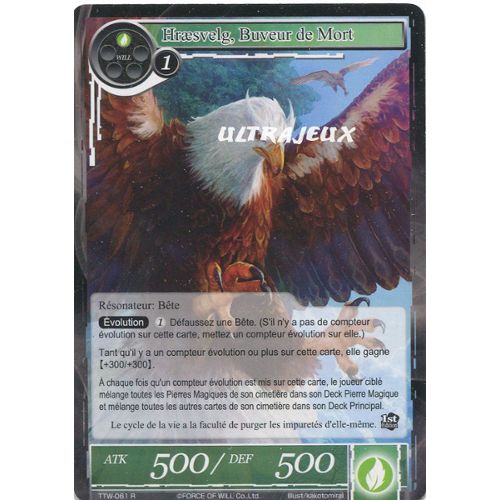 Hræsvelg, Buveur de Mort
WILL
1
ULTRAJEUX
Résonateur: Bête
Évolution 1 Défaussez une Bête. (S'il n'y a pas de compteur
évolution sur cette carte, mettez un compteur évolution sur elle.)
Tant qu'il y a un compteur évolution ou plus sur cette carte, elle gagne
[+300/+300].
À chaque fois qu'un compteur évolution est mis sur cette carte, le joueur ciblé
mélange toutes les Pierres Magiques de son cimetière dans son Deck Pierre Magique
et mélange toutes les autres cartes de son cimetière dans son Deck Principal.
Le cycle de la vie a la faculté de purger les impuretés d'elle-même.
1st Edition
ATK 500 / DEF 500
TTW-061 R ©FORCE OF WILL Co.,Ltd. Illust/kakotomirai